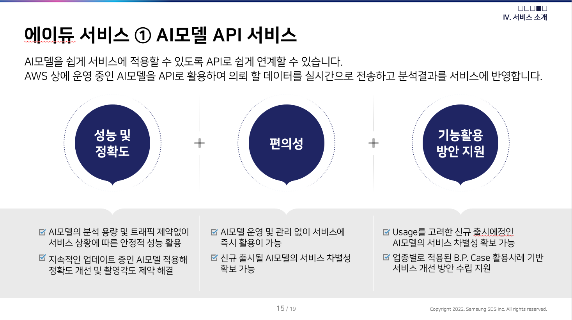 IV. 서비스 소개
에이듀 서비스 ① AI모델 API 서비스
AI모델을 쉽게 서비스에 적용할 수 있도록 API로 쉽게 연계할 수 있습니다.
AWS 상에 운영 중인 AI모델을 API로 활용하여 의뢰 할 데이터를 실시간으로 전송하고 분석결과를 서비스에 반영합니다.
성능 및
정확도
+
편의성
+
기능활용
방안 지원
AI모델의 분석 용량 및 트래픽 제약없이
서비스 상황에 따른 안정적 성능 활용
지속적인 업데이트 중인 AI모델 적용해
정확도 개선 및 촬영각도 제약 해결
AI모델 운영 및 관리 없이 서비스에
즉시 활용이 가능
신규 출시될 AI모델의 서비스 차별성
확보 가능
Usage를 고려한 신규 출시예정인
AI모델의 서비스 차별성 확보 가능
업종별로 적용된 B.P. Case 활용사례 기반
서비스 개선 방안 수립 지원
15 / 19
Copyright 2022. Samsung SDS Inc. All rights reserved.